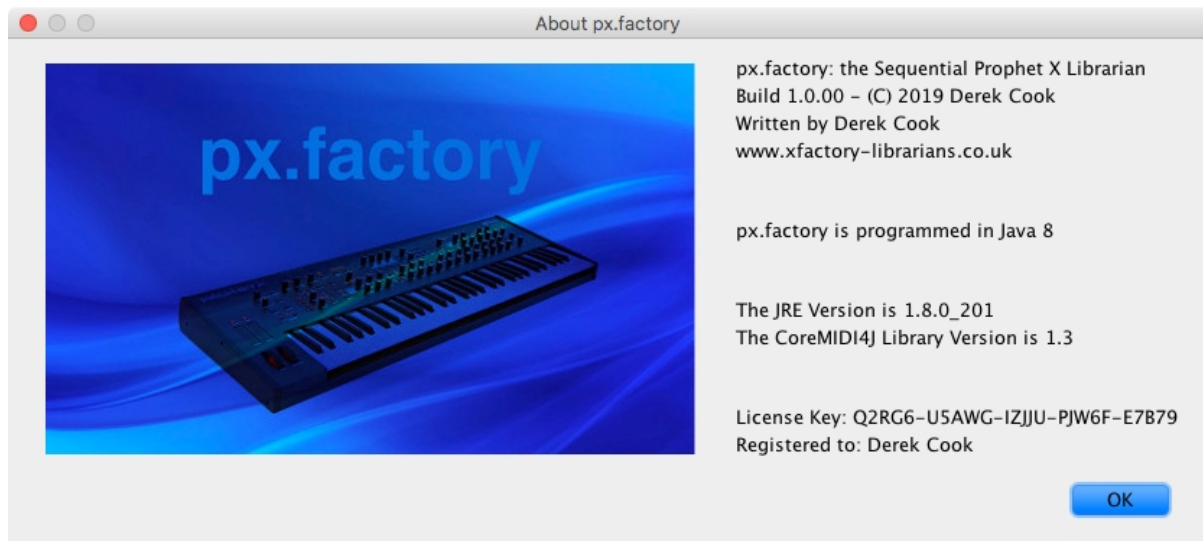 About px.factory
px.factory
px.factory: the Sequential Prophet X Librarian
Build 1.0.00 – (C) 2019 Derek Cook
Written by Derek Cook
www.xfactory-librarians.co.uk
px.factory is programmed in Java 8
The JRE Version is 1.8.0_201
The CoreMIDI4J Library Version is 1.3
License Key: Q2RG6-U5AWG-IZJJU-PJW6F-E7B79
Registered to: Derek Cook
OK